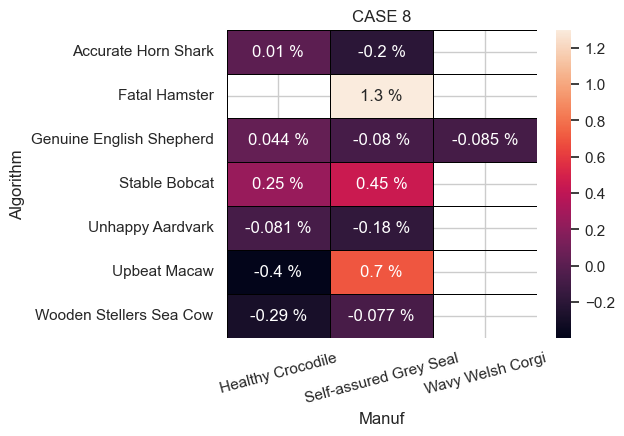 CASE 8
Algorithm
Accurate Horn Shark 0.01 % -0.2 %
Fatal Hamster 1.3 %
Genuine English Shepherd 0.044 % -0.08 % -0.085 %
Stable Bobcat 0.25 % 0.45 %
Unhappy Aardvark -0.081 % -0.18 %
Upbeat Macaw -0.4 % 0.7 %
Wooden Stellers Sea Cow -0.29 % -0.077 %
Healthy Crocodile Self-assured Grey Seal Wavy Welsh Corgi
Manuf
1.2
1.0
0.8
0.6
0.4
0.2
0.0
−0.2